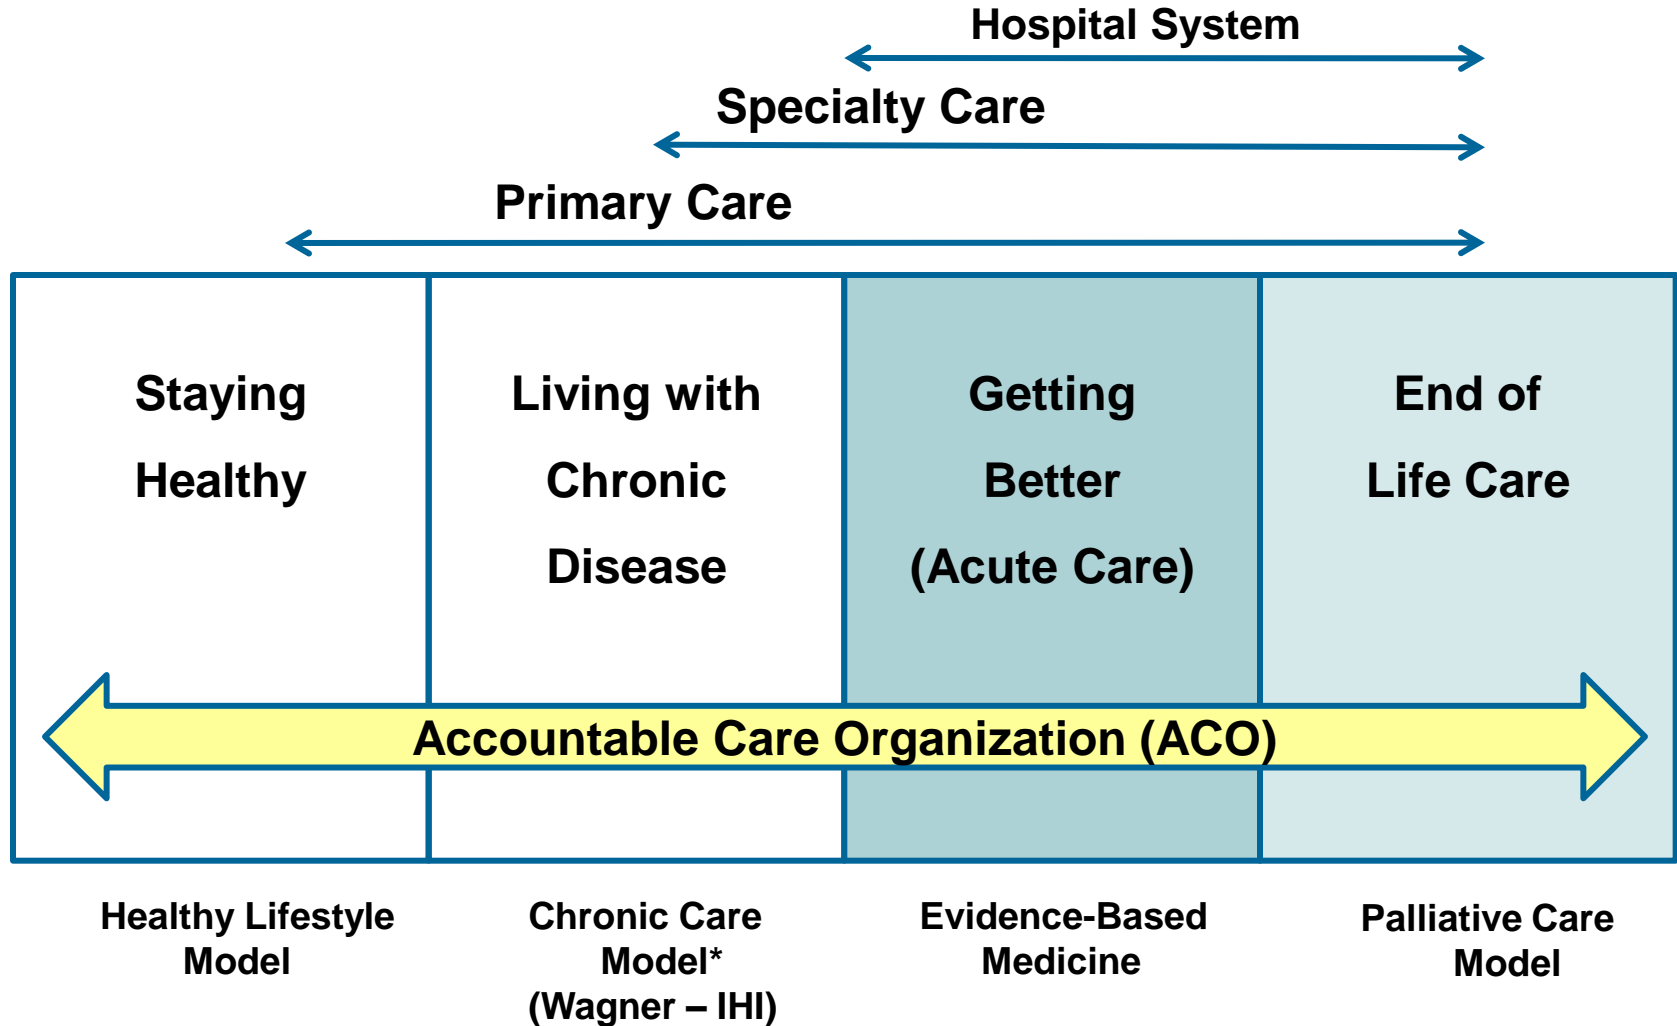 Hospital System
Specialty Care
Primary Care
Staying
Healthy
Living with
Chronic
Disease
Getting
Better
(Acute Care)
End of
Life Care
Accountable Care Organization (ACO)
Healthy Lifestyle
Model
Chronic Care
Model*
(Wagner – IHI)
Evidence-Based
Medicine
Palliative Care
Model